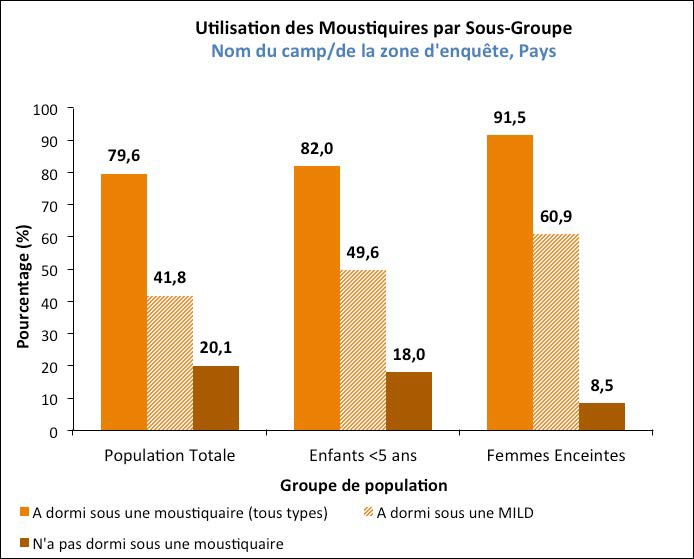 Utilisation des Moustiquires par Sous-Groupe
Nom du camp/de la zone d'enquête, Pays
Pourcentage (%)
100
90
80
70
60
50
40
30
20
10
0
79,6
41,8
20,1
82,0
49,6
18,0
91,5
60,9
8,5
Population Totale
Enfants <5 ans
Femmes Enceintes
Groupe de population
A dormi sous une moustiquaire (tous types)
A dormi sous une MILD
N'a pas dormi sous une moustiquaire